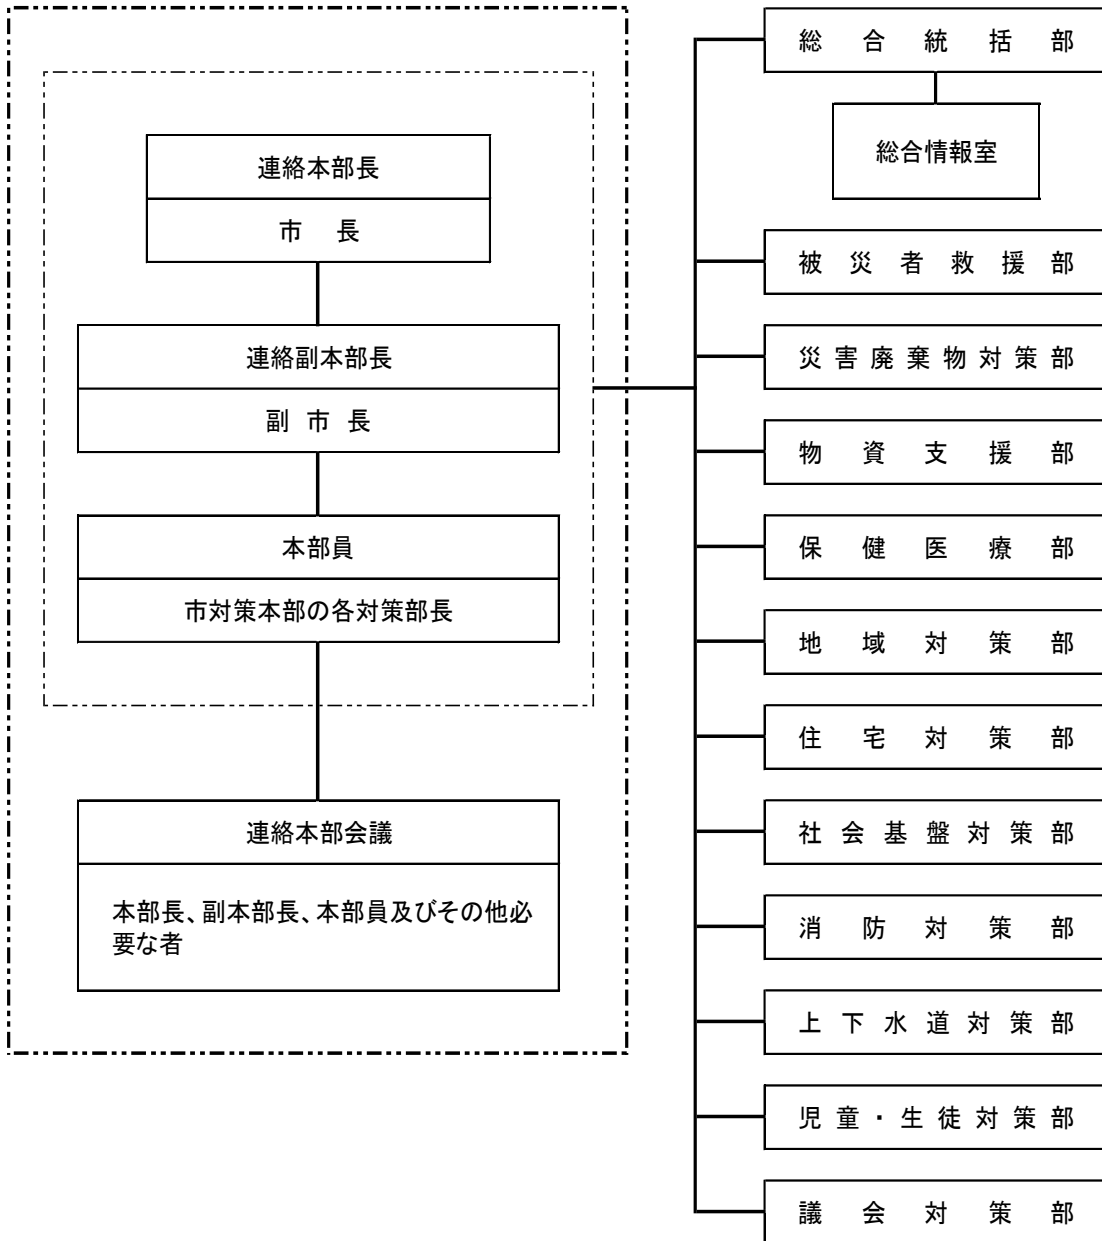 連絡本部長
市 長
連絡副本部長
副 市 長
本部員
市対策本部の各対策部長
連絡本部会議
本部長、副本部長、本部員及びその他必
要な者
総合統括部
総合情報室
被災者救援部
災害廃棄物対策部
物資支援部
保健医療部
地域対策部
住宅対策部
社会基盤対策部
消防対策部
上下水道対策部
児童・生徒対策部
議会対策部